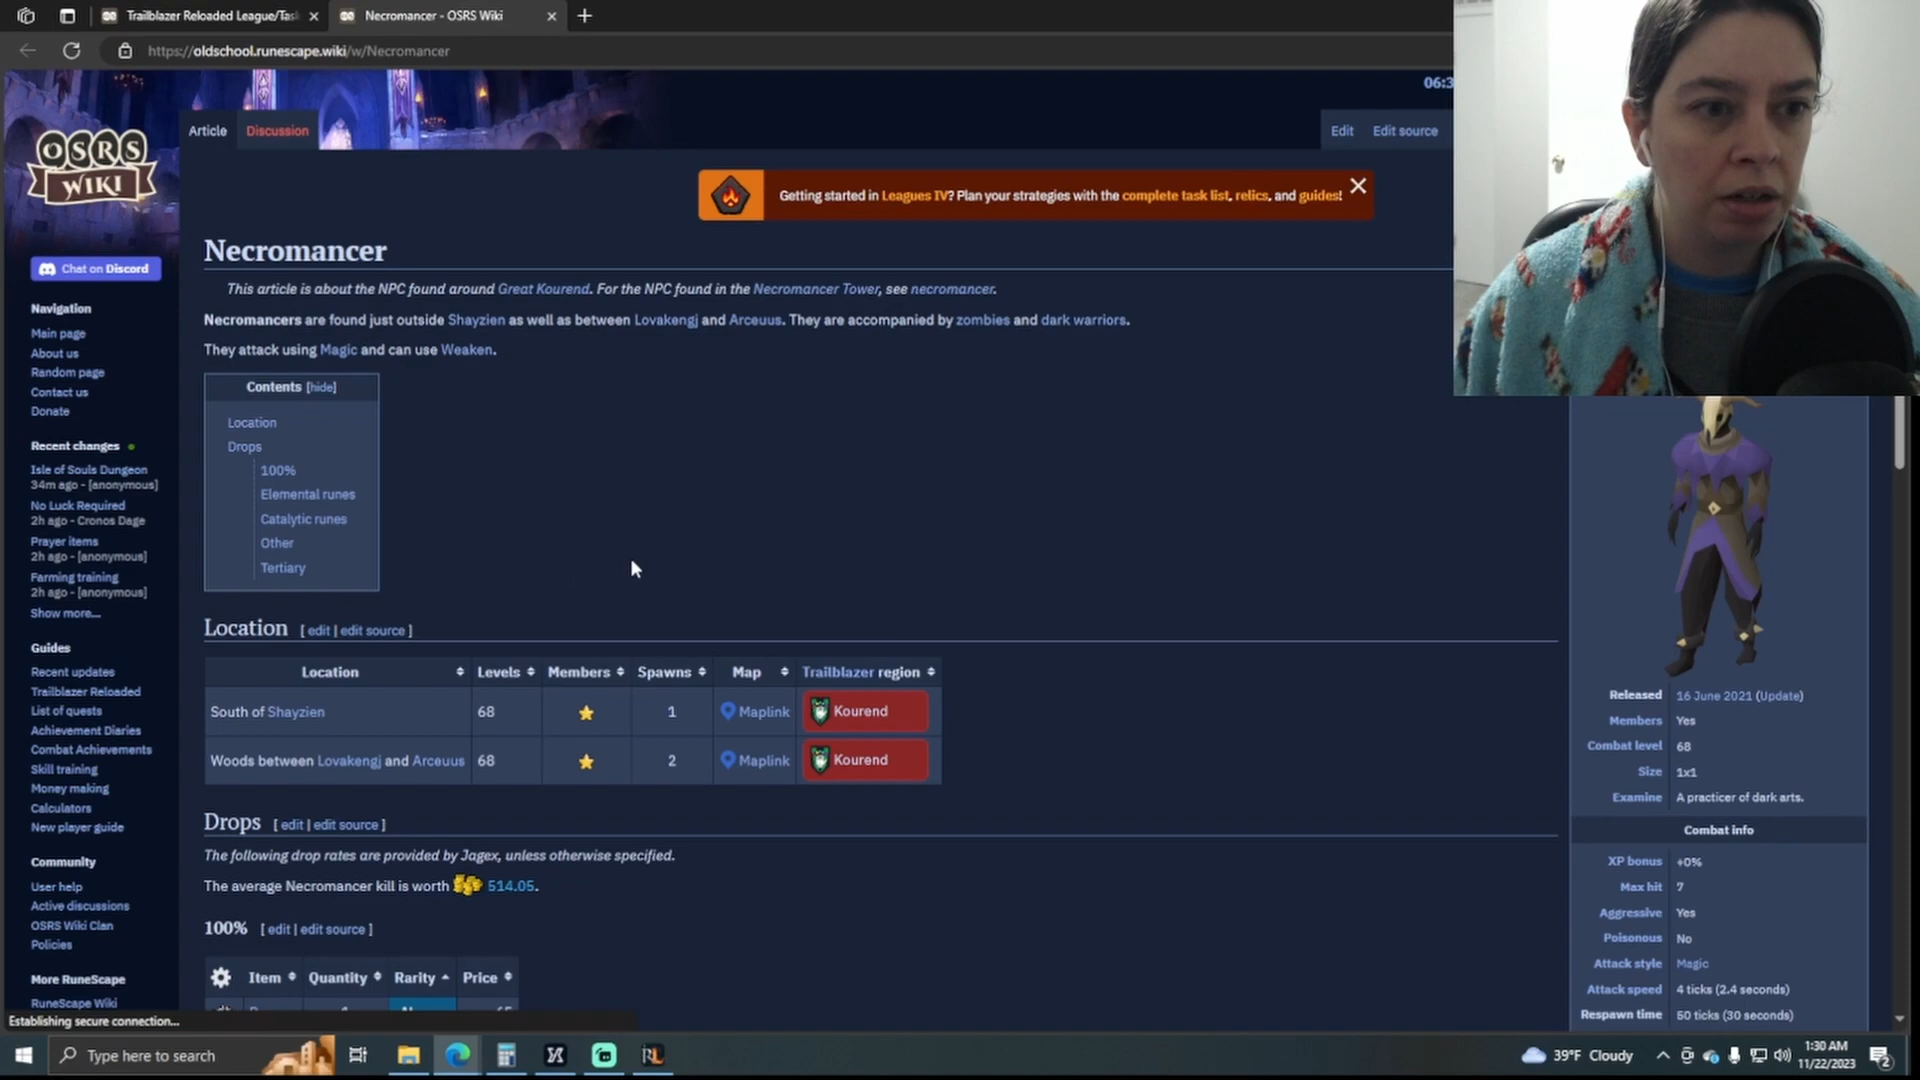 Trailblazer Reloaded League/Tas
Necromancer - OSRS Wiki
https://oldschool.runescape.wiki/w/Necromancer
06:3
OSRS
WIKI
Article
Discussion
Edit
Edit source
Getting started in Leagues IV? Plan your strategies with the complete task list, relics, and guides!
Chat on Discord
Navigation
Main page
About us
Random page
Contact us
Donate
Recent changes
Isle of Souls Dungeon
34m ago - [anonymous]
No Luck Required
2h ago - Cronos Dage
Prayer items
2h ago - [anonymous]
Farming training
2h ago - [anonymous]
Show more...
Guides
Recent updates
Trailblazer Reloaded
List of quests
Achievement Diaries
Combat Achievements
Skill training
Money making
Calculators
New player guide
Community
User help
Active discussions
OSRS Wiki Clan
Policies
More RuneScape
RuneScape Wiki
Necromancer
This article is about the NPC found around Great Kourend. For the NPC found in the Necromancer Tower, see necromancer.
Necromancers are found just outside Shayzien as well as between Lovakengj and Arceuus. They are accompanied by zombies and dark warriors.
They attack using Magic and can use Weaken.
Contents [hide]
Location
Drops
100%
Elemental runes
Catalytic runes
Other
Tertiary
Location [ edit | edit source ]
Location Levels Members Spawns Map Trailblazer region
South of Shayzien 68 1 Maplink Kourend
Woods between Lovakengj and Arceuus 68 2 Maplink Kourend
Drops [ edit | edit source ]
The following drop rates are provided by Jagex, unless otherwise specified.
The average Necromancer kill is worth 514.05.
100% [ edit | edit source ]
Item Quantity Rarity Price
Released 16 June 2021 (Update)
Members Yes
Combat level 68
Size 1x1
Examine A practicer of dark arts.
Combat info
XP bonus +0%
Max hit 7
Aggressive Yes
Poisonous No
Attack style Magic
Attack speed 4 ticks (2.4 seconds)
Respawn time 50 ticks (30 seconds)
Establishing secure connection...
Type here to search
39°F Cloudy
1:30 AM
11/22/2023
2